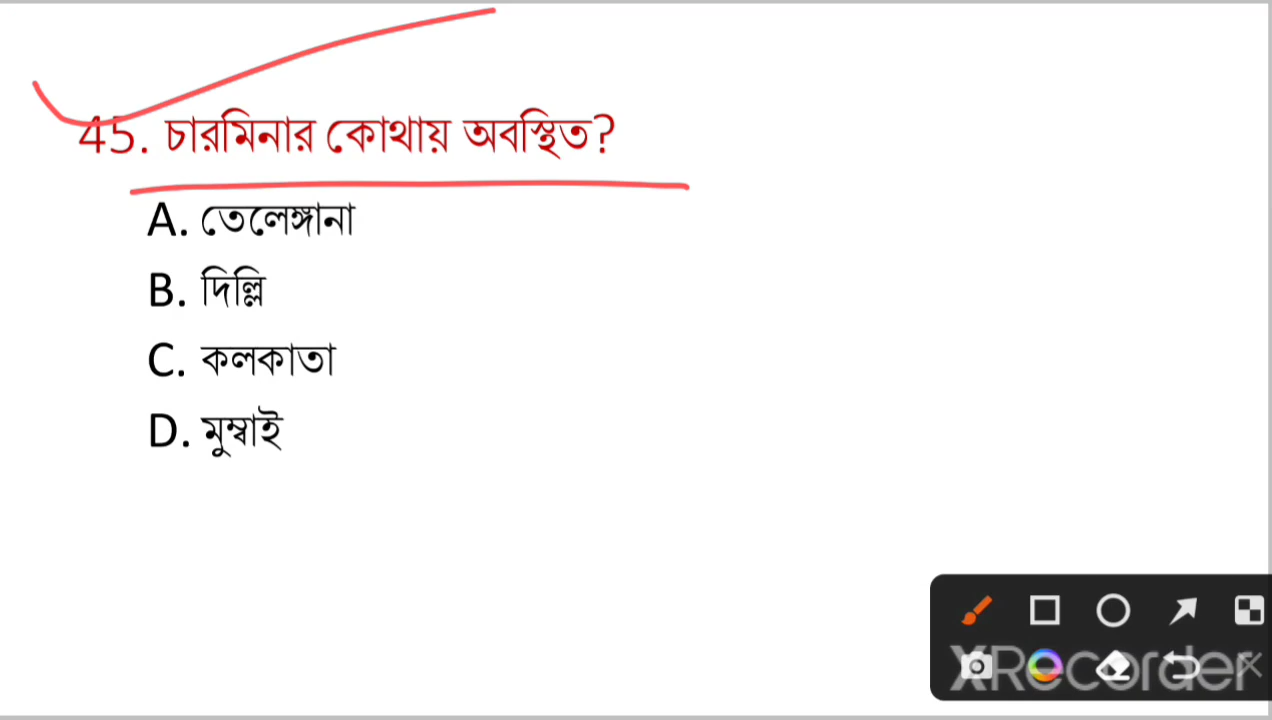 45. চারমিনার কোথায় অবস্থিত?
A. তেলেঙ্গানা
B. দিল্লি
C. কলকাতা
D. মুম্বাই
XRecorder